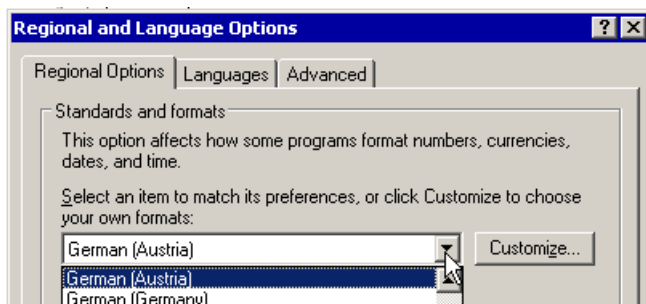 Regional and Language Options
Regional Options Languages Advanced
Standards and formats
This option affects how some programs format numbers, currencies,
dates, and time.
Select an item to match its preferences, or click Customize to choose
your own formats:
German (Austria) Customize...
German (Austria)
German (Germany)